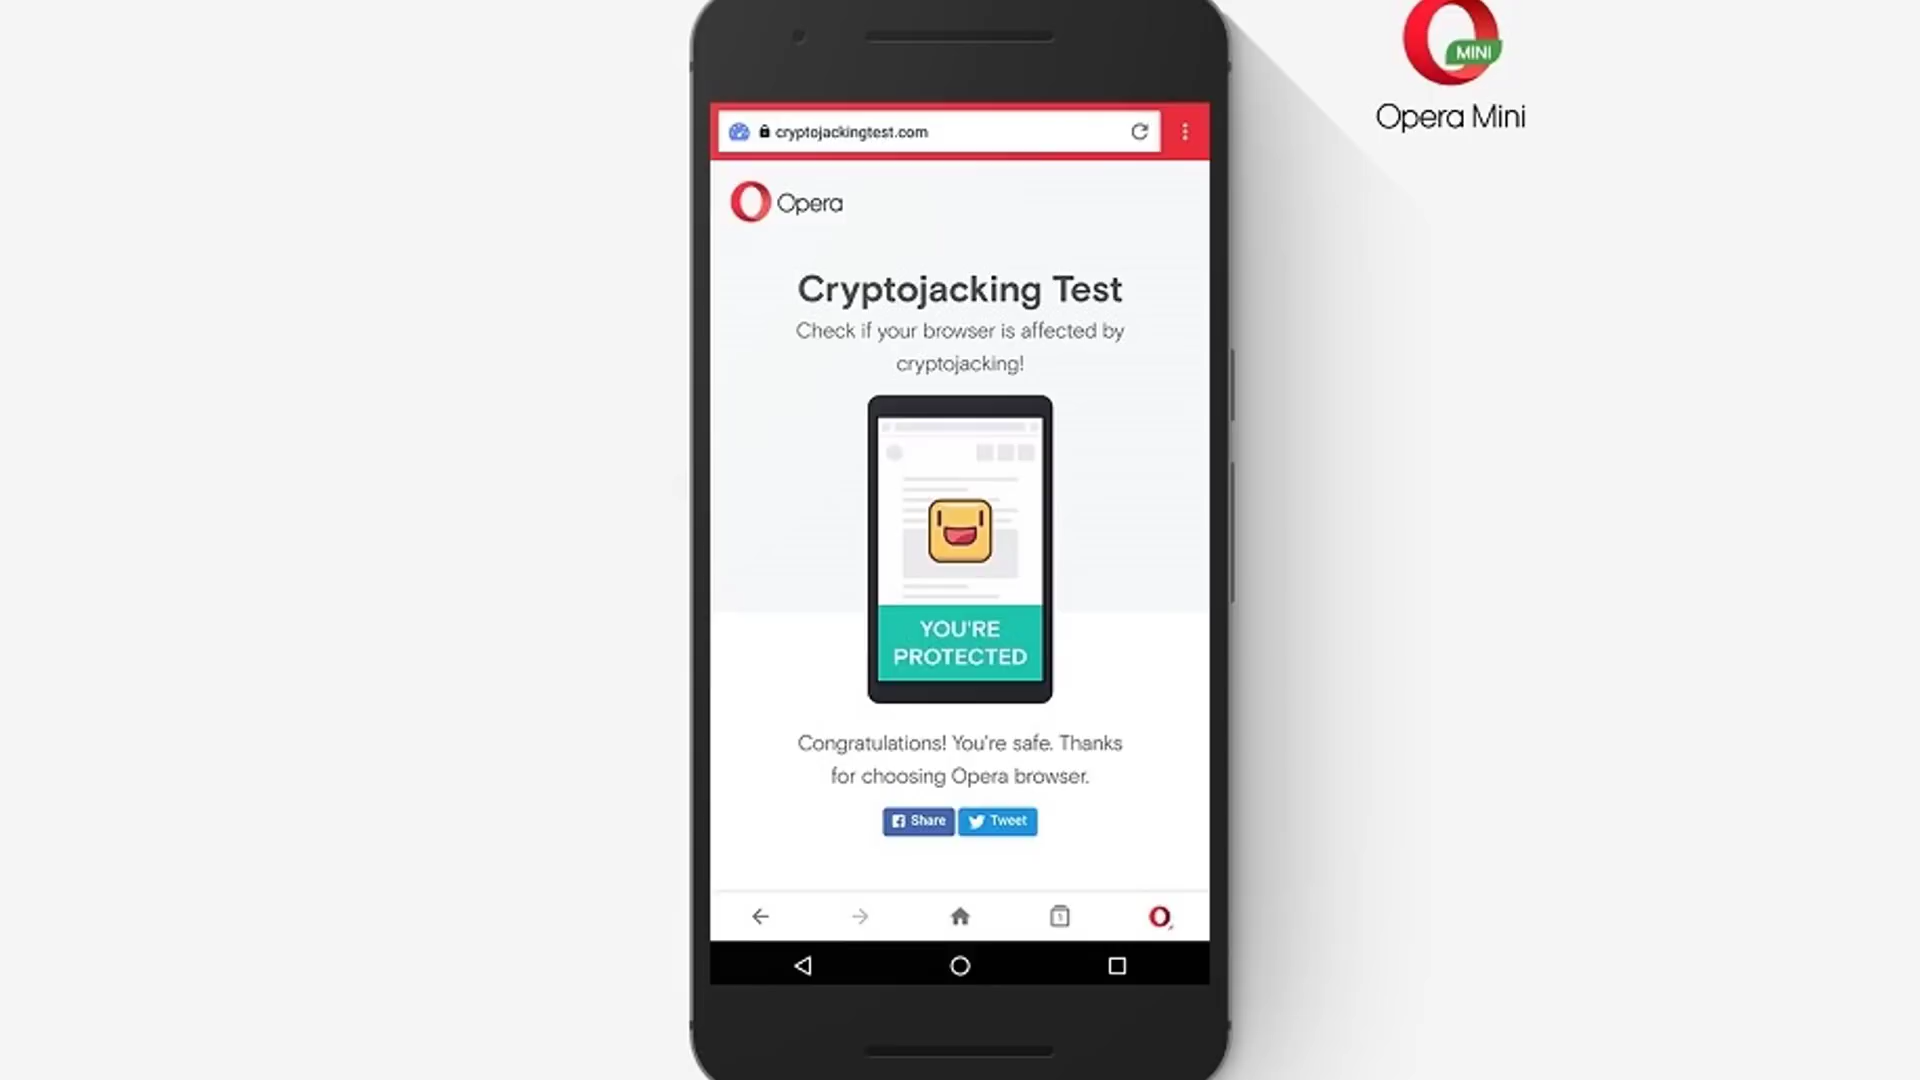 MINI
Opera Mini
cryptojackingtest.com
Opera
Cryptojacking Test
Check if your browser is affected by
cryptojacking!
YOU'RE
PROTECTED
Congratulations! You're safe. Thanks
for choosing Opera browser.
Share Tweet
1